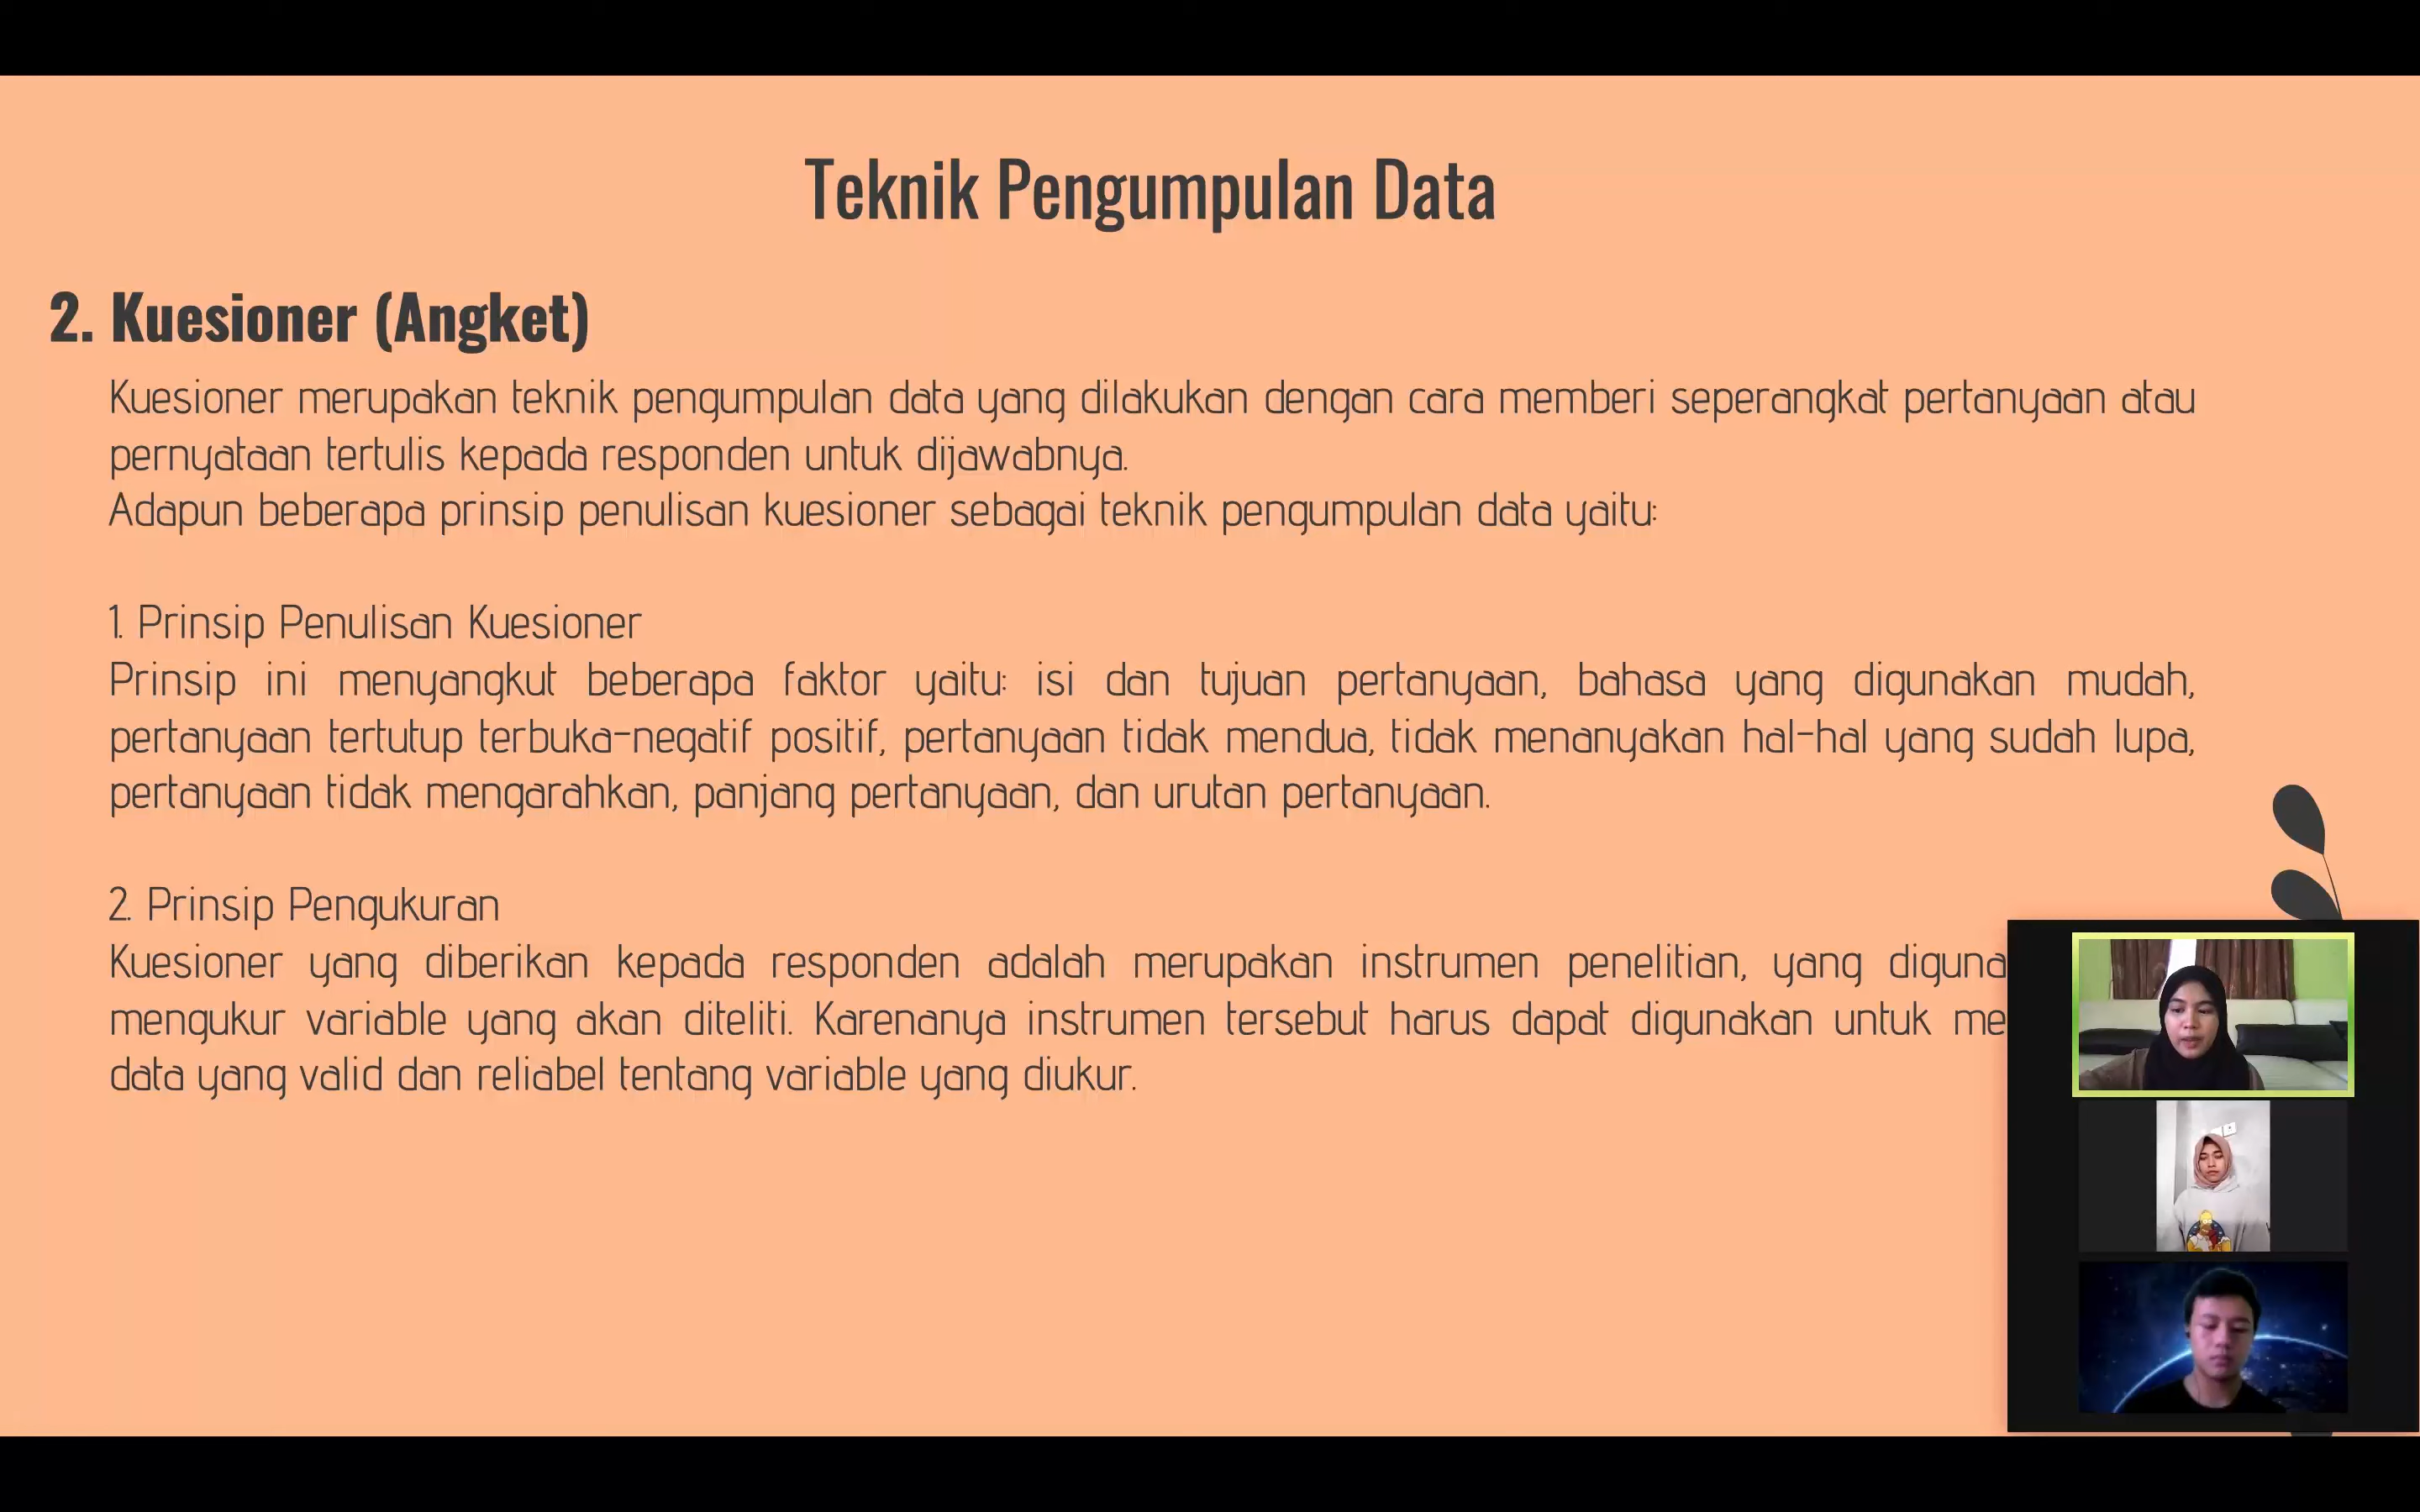 Teknik Pengumpulan Data
2. Kuesioner (Angket)
Kuesioner merupakan teknik pengumpulan data yang dilakukan dengan cara memberi seperangkat pertanyaan atau
pernyataan tertulis kepada responden untuk dijawabnya.
Adapun beberapa prinsip penulisan kuesioner sebagai teknik pengumpulan data yaitu:
1. Prinsip Penulisan Kuesioner
Prinsip ini menyangkut beberapa faktor yaitu: isi dan tujuan pertanyaan, bahasa yang digunakan mudah,
pertanyaan tertutup terbuka-negatif positif, pertanyaan tidak mendua, tidak menanyakan hal-hal yang sudah lupa,
pertanyaan tidak mengarahkan, panjang pertanyaan, dan urutan pertanyaan.
2. Prinsip Pengukuran
Kuesioner yang diberikan kepada responden adalah merupakan instrumen penelitian, yang
mengukur variable yang akan diteliti. Karenanya instrumen tersebut harus dapat digunakan untuk
data yang valid dan reliabel tentang variable yang diukur.